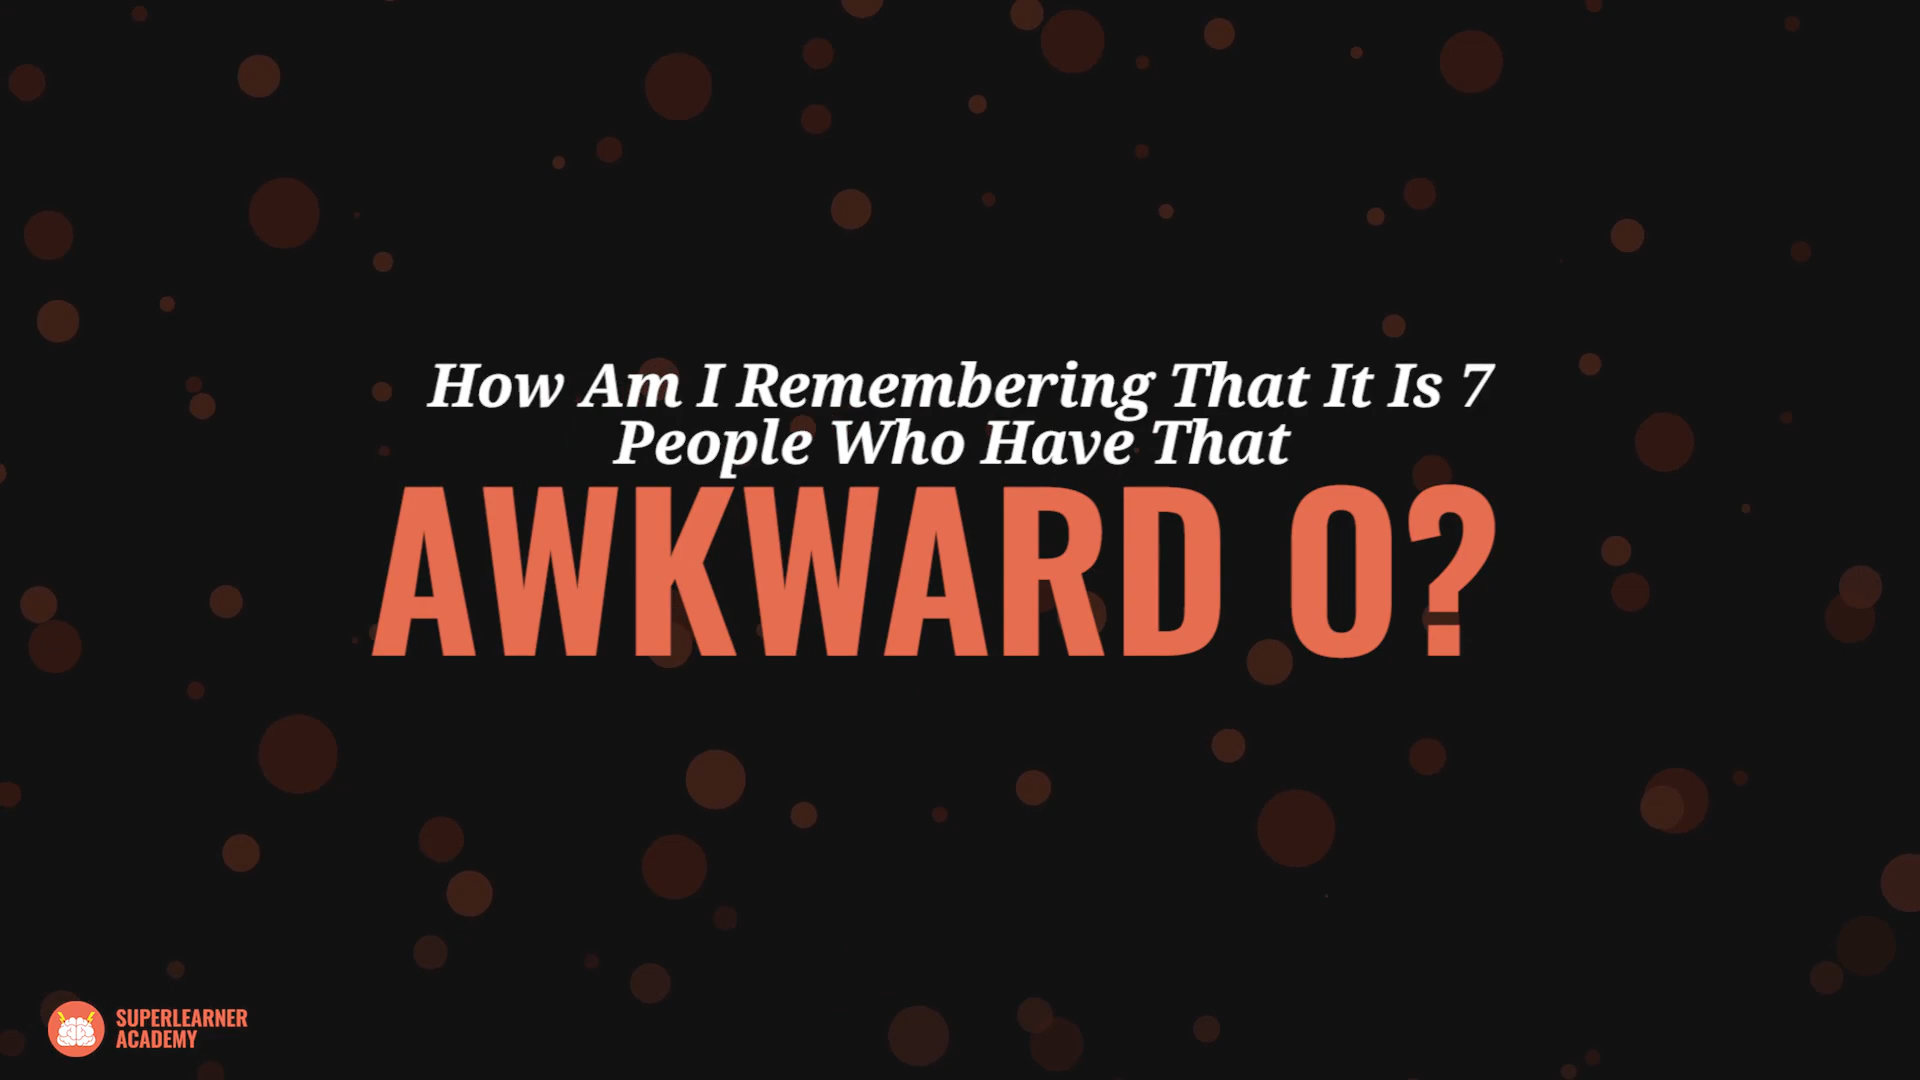 How Am I Remembering That It Is 7
People Who Have That
AWKWARD O?
SUPERLEARNER
ACADEMY